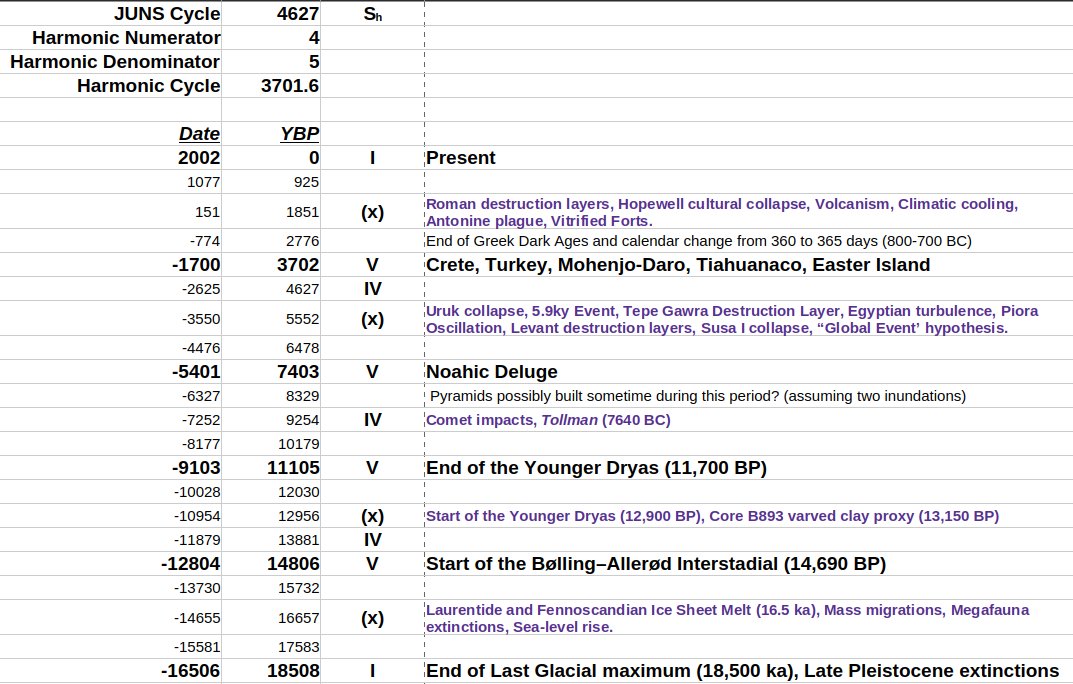 JUNS Cycle 4627 Sh
Harmonic Numerator 4
Harmonic Denominator 5
Harmonic Cycle 3701.6
Date YBP
2002 0 I Present
1077 925
151 1851 (x) Roman destruction layers, Hopewell cultural collapse, Volcanism, Climatic cooling,
Antonine plague, Vitrified Forts.
-774 2776 End of Greek Dark Ages and calendar change from 360 to 365 days (800-700 BC)
-1700 3702 V Crete, Turkey, Mohenjo-Daro, Tiahuanaco, Easter Island
-2625 4627 IV
-3550 5552 (x) Uruk collapse, 5.9ky Event, Tepe Gawra Destruction Layer, Egyptian turbulence, Piora
Oscillation, Levant destruction layers, Susa I collapse, “Global Event’ hypothesis.
-4476 6478
-5401 7403 V Noahic Deluge
-6327 8329 Pyramids possibly built sometime during this period? (assuming two inundations)
-7252 9254 IV Comet impacts, Tollman (7640 BC)
-8177 10179
-9103 11105 V End of the Younger Dryas (11,700 BP)
-10028 12030
-10954 12956 (x) Start of the Younger Dryas (12,900 BP), Core B893 varved clay proxy (13,150 BP)
-11879 13881 IV
-12804 14806 V Start of the Bølling–Allerød Interstadial (14,690 BP)
-13730 15732
-14655 16657 (x) Laurentide and Fennoscandian Ice Sheet Melt (16.5 ka), Mass migrations, Megafauna
extinctions, Sea-level rise.
-15581 17583
-16506 18508 I End of Last Glacial maximum (18,500 ka), Late Pleistocene extinctions